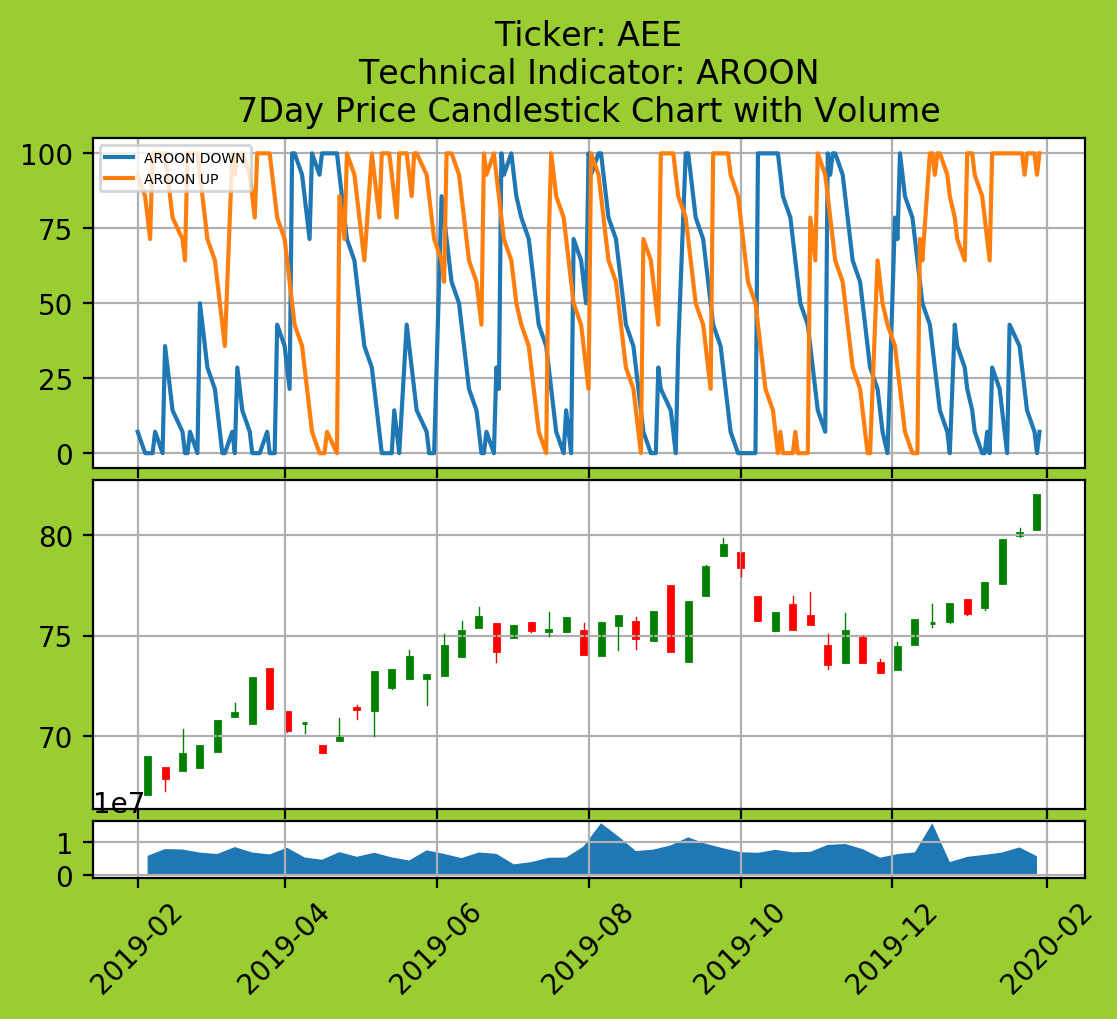 Ticker: AEE
Technical Indicator: AROON
7Day Price Candlestick Chart with Volume
AROON DOWN
AROON UP
100
75
50
25
0
80
75
70
1e7
1
0
2019-02
2019-04
2019-06
2019-08
2019-10
2019-12
2020-02